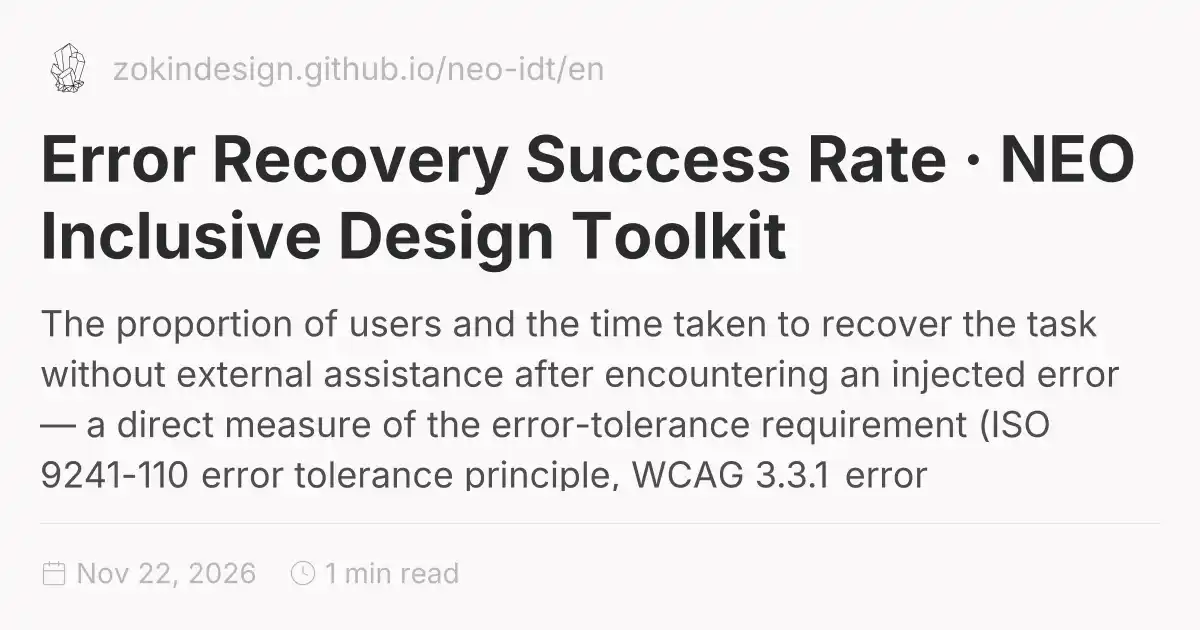 zokindesign.github.io/neo-idt/en
Error Recovery Success Rate · NEO
Inclusive Design Toolkit
The proportion of users and the time taken to recover the task
without external assistance after encountering an injected error
— a direct measure of the error-tolerance requirement (ISO
9241-110 error tolerance principle, WCAG 3.3.1 error
Nov 22, 2026 1 min read